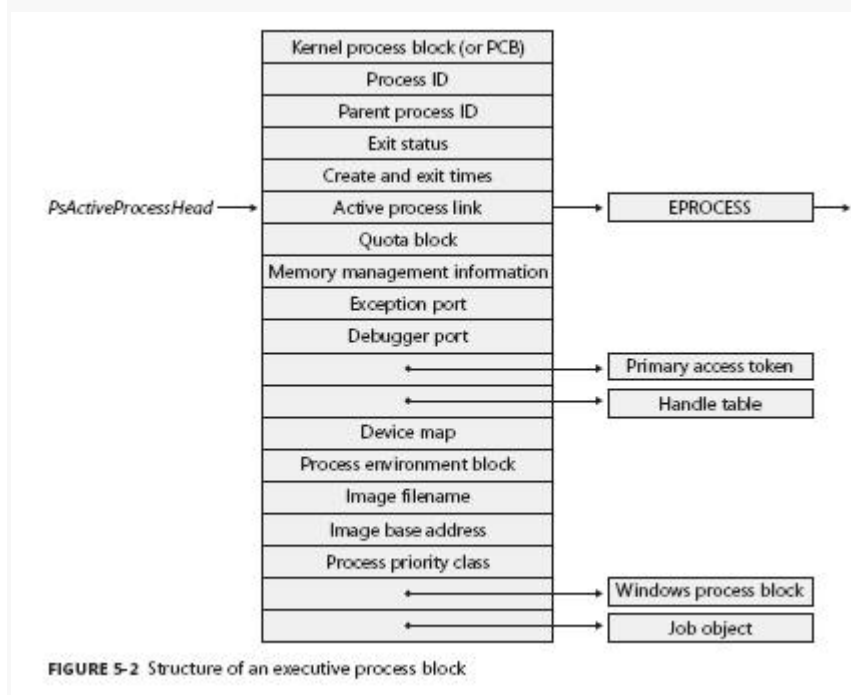 Kernel process block (or PCB)
Process ID
Parent process ID
Exit status
Create and exit times
PsActiveProcessHead
Active process link
EPROCESS
Quota block
Memory management information
Exception port
Debugger port
Primary access token
Handle table
Device map
Process environment block
Image filename
Image base address
Process priority class
Windows process block
Job object
FIGURE 5-2 Structure of an executive process block